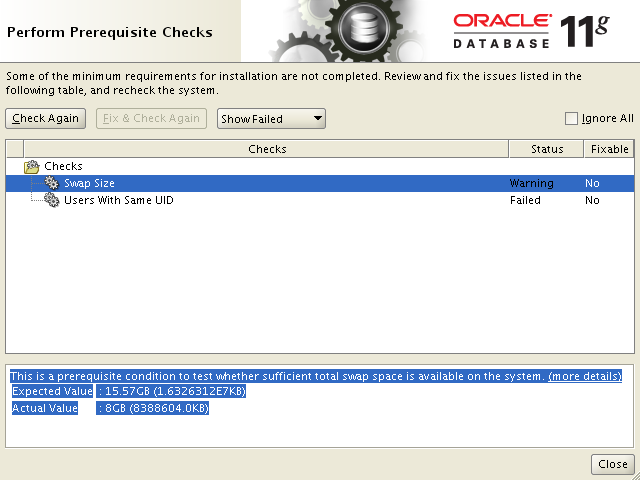 Perform Prerequisite Checks
ORACLE
DATABASE 11g
Some of the minimum requirements for installation are not completed. Review and fix the issues listed in the
following table, and recheck the system.
Check Again Fix & Check Again Show Failed Ignore All
Checks Status Fixable
Checks
Swap Size Warning No
Users With Same UID Failed No
This is a prerequisite condition to test whether sufficient total swap space is available on the system. (more details)
Expected Value : 15.57GB (1.6326312E7KB)
Actual Value : 8GB (8388604.0KB)
Close